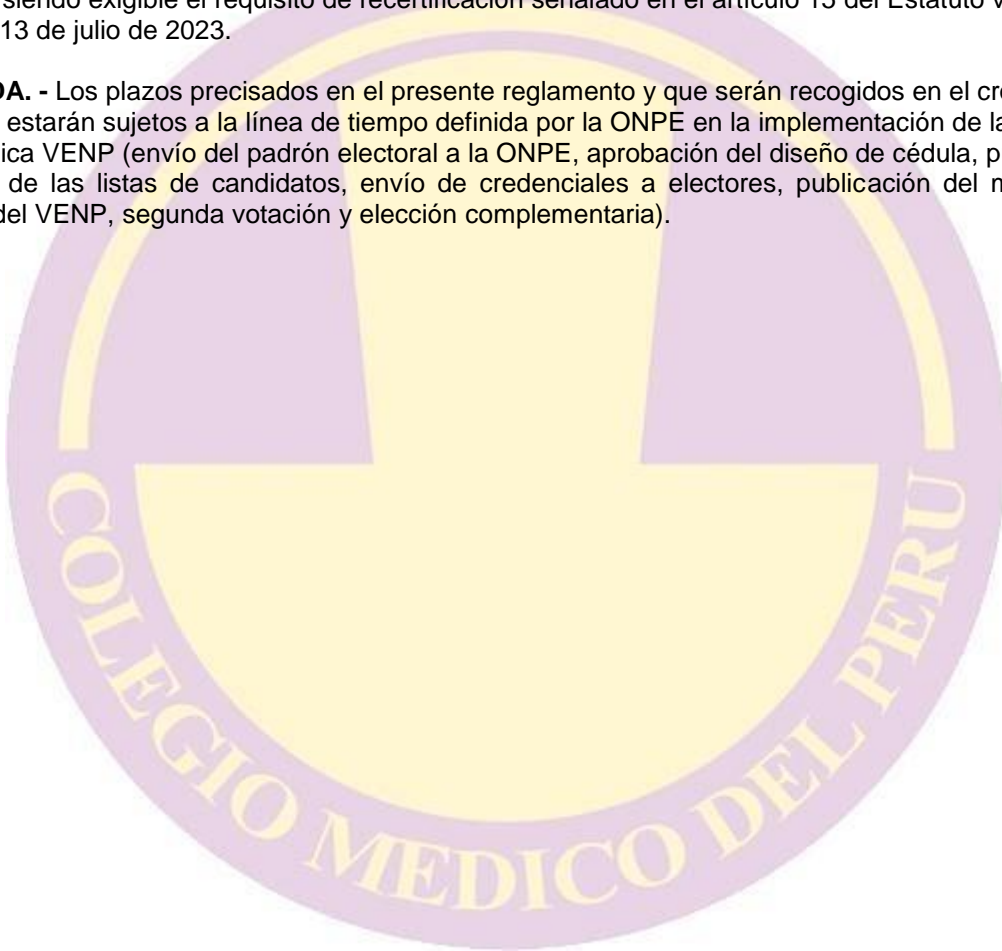 siendo exigible el requisito de recertificación señalado en el artículo 15 del Estatuto
13 de julio de 2023.
DA. - Los plazos precisados en el presente reglamento y que serán recogidos en el
estarán sujetos a la línea de tiempo definida por la ONPE en la implementación de la
ica VENP (envío del padrón electoral a la ONPE, aprobación del diseño de cédula,
de las listas de candidatos, envío de credenciales a electores, publicación del
del VENP, segunda votación y elección complementaria).
COLEGIO MEDICO DEL PERU